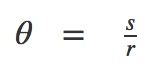 θ = s/r